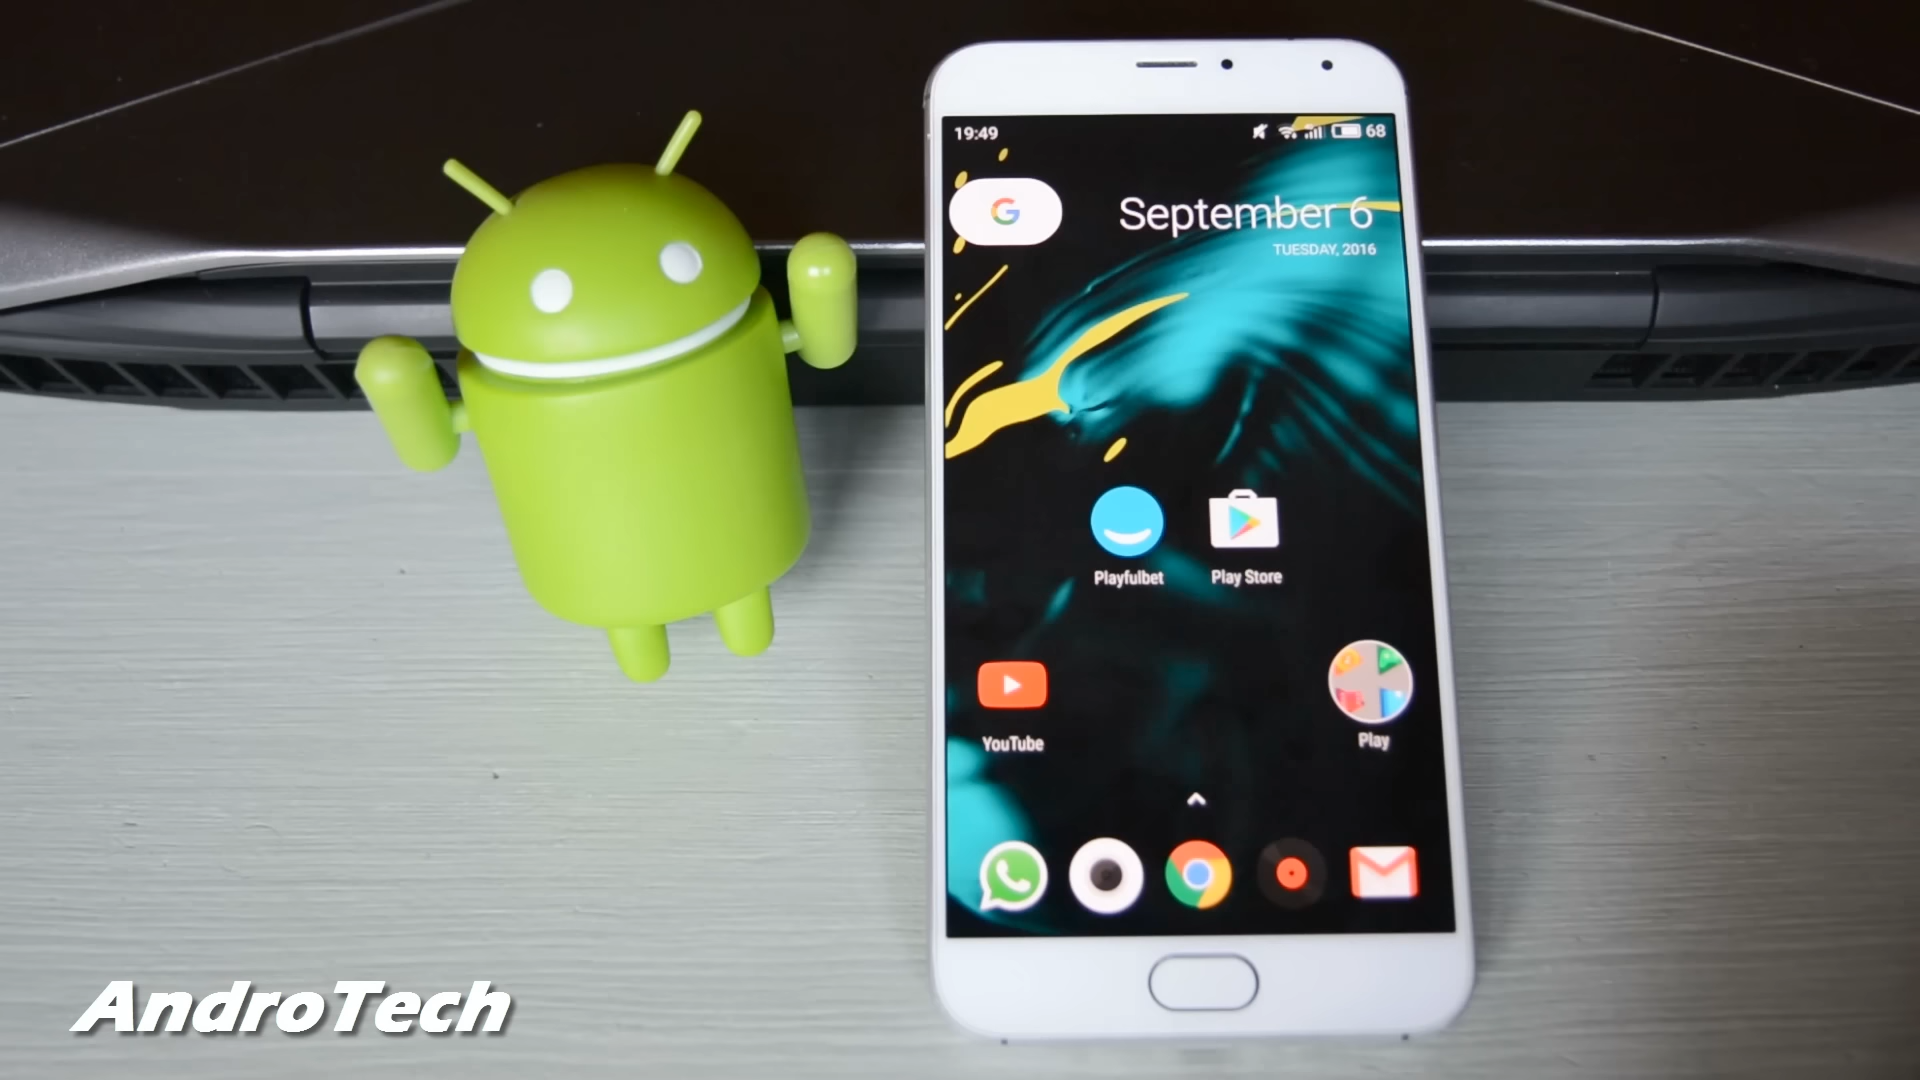 19:49
68
G
September 6
TUESDAY, 2016
Playfulbet
Play Store
YouTube
Play
AndroTech